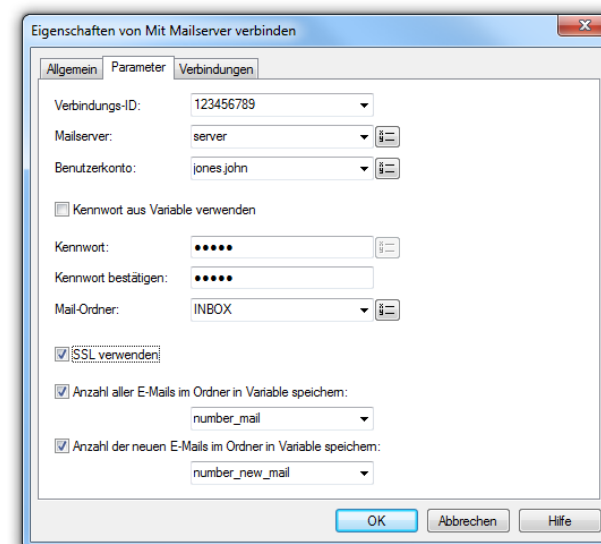 Eigenschaften von Mit Mailserver verbinden
Allgemein Parameter Verbindungen
Verbindungs-ID: 123456789
Mailserver: server
Benutzerkonto: jones.john
Kennwort aus Variable verwenden
Kennwort: •••••
Kennwort bestätigen: •••••
Mail-Ordner: INBOX
SSL verwenden
Anzahl aller E-Mails im Ordner in Variable speichern:
number_mail
Anzahl der neuen E-Mails im Ordner in Variable speichern:
number_new_mail
OK Abbrechen Hilfe